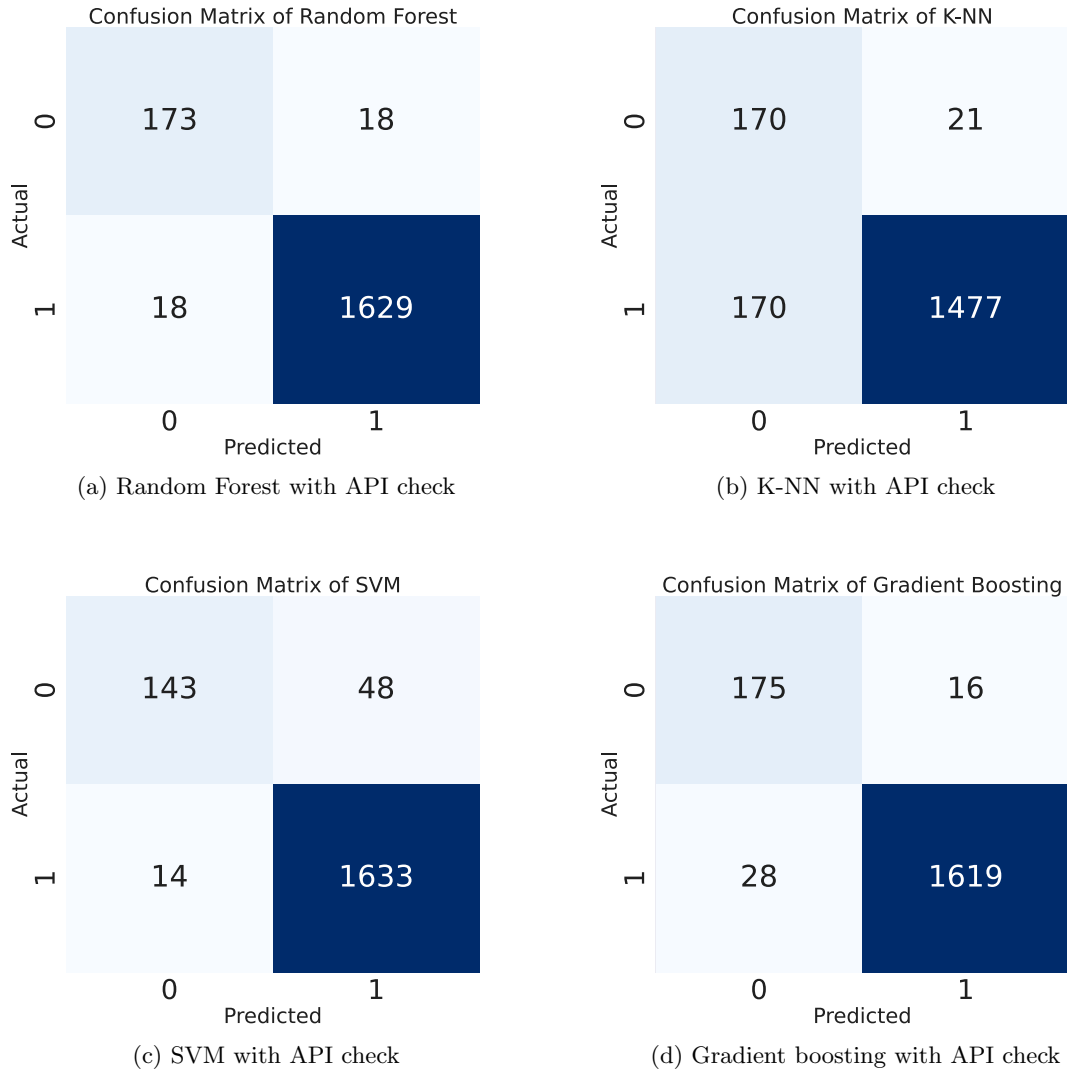 Confusion Matrix of Random Forest
0
173 18
Actual
1
18 1629
0 1
Predicted
(a) Random Forest with API check
Confusion Matrix of K-NN
0
170 21
Actual
1
170 1477
0 1
Predicted
(b) K-NN with API check
Confusion Matrix of SVM
0
143 48
Actual
1
14 1633
0 1
Predicted
(c) SVM with API check
Confusion Matrix of Gradient Boosting
0
175 16
Actual
1
28 1619
0 1
Predicted
(d) Gradient boosting with API check